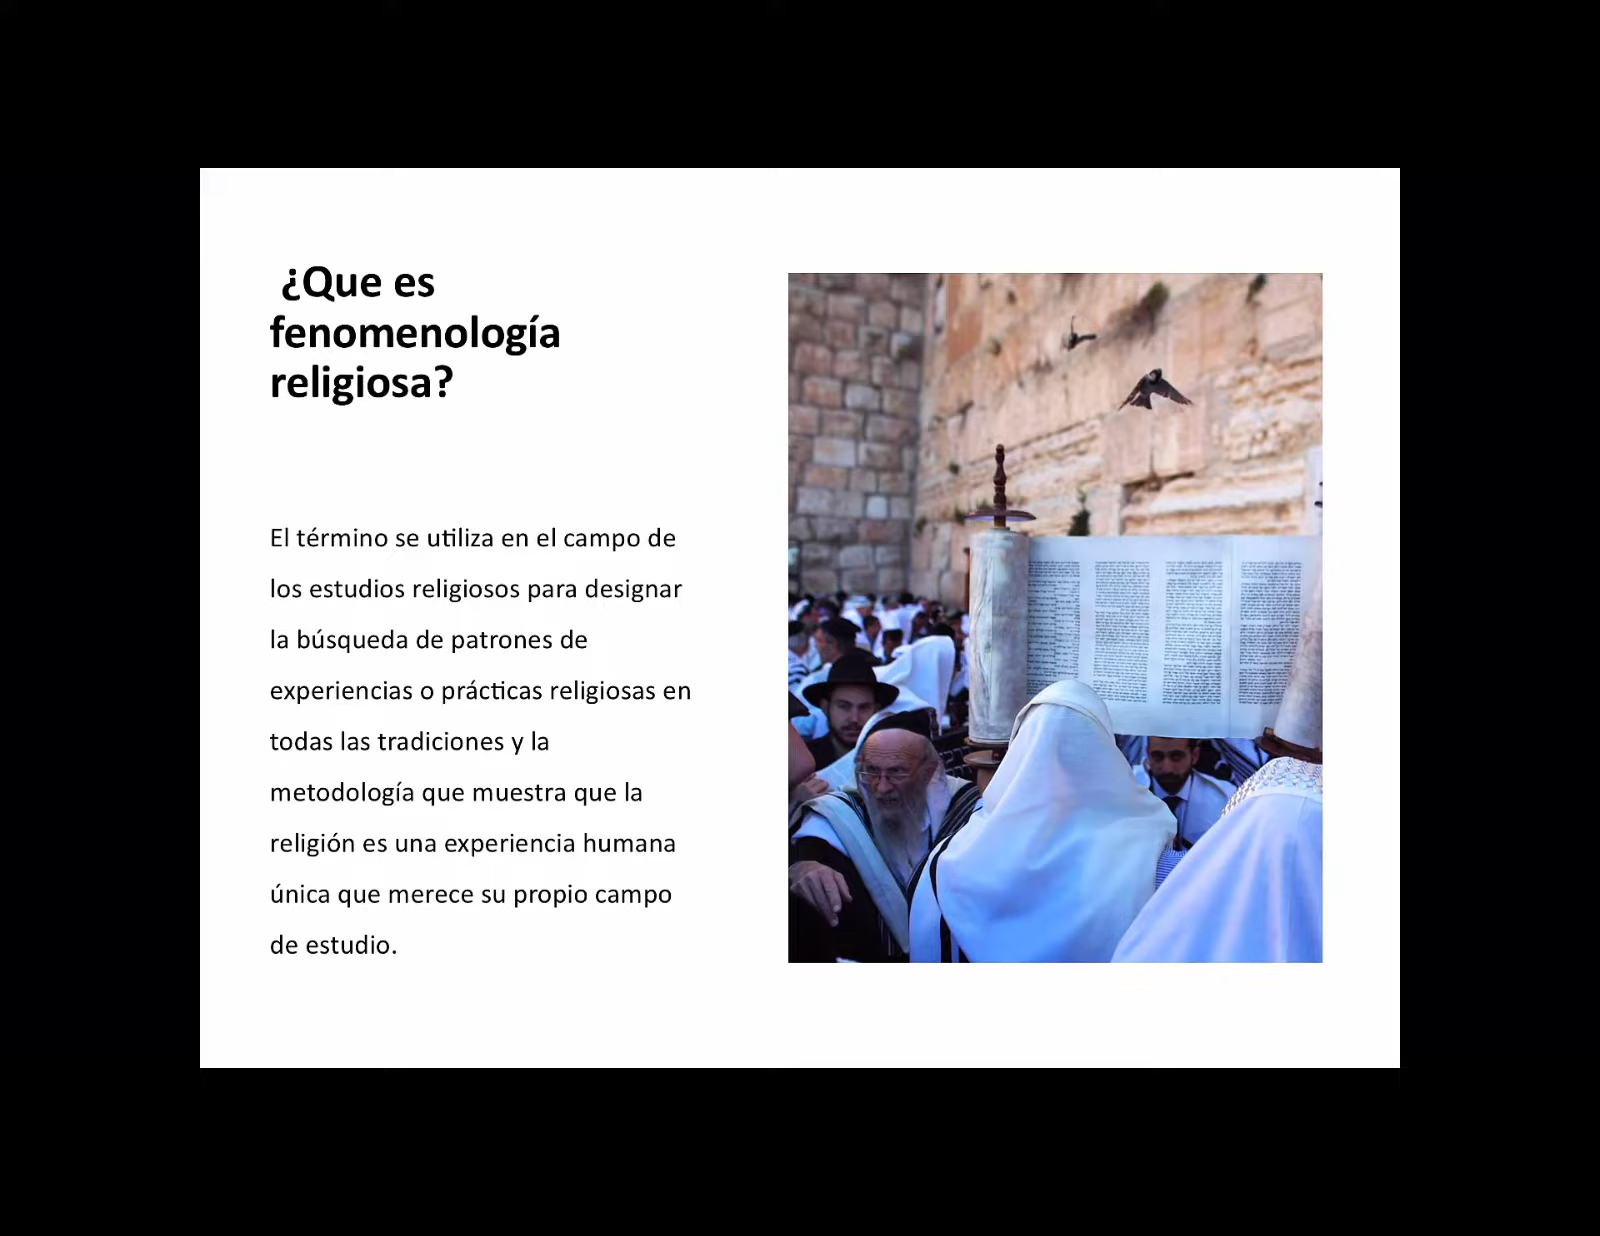 ¿Que es
fenomenología
religiosa?
El término se utiliza en el campo de
los estudios religiosos para designar
la búsqueda de patrones de
experiencias o prácticas religiosas en
todas las tradiciones y la
metodología que muestra que la
religión es una experiencia humana
única que merece su propio campo
de estudio.